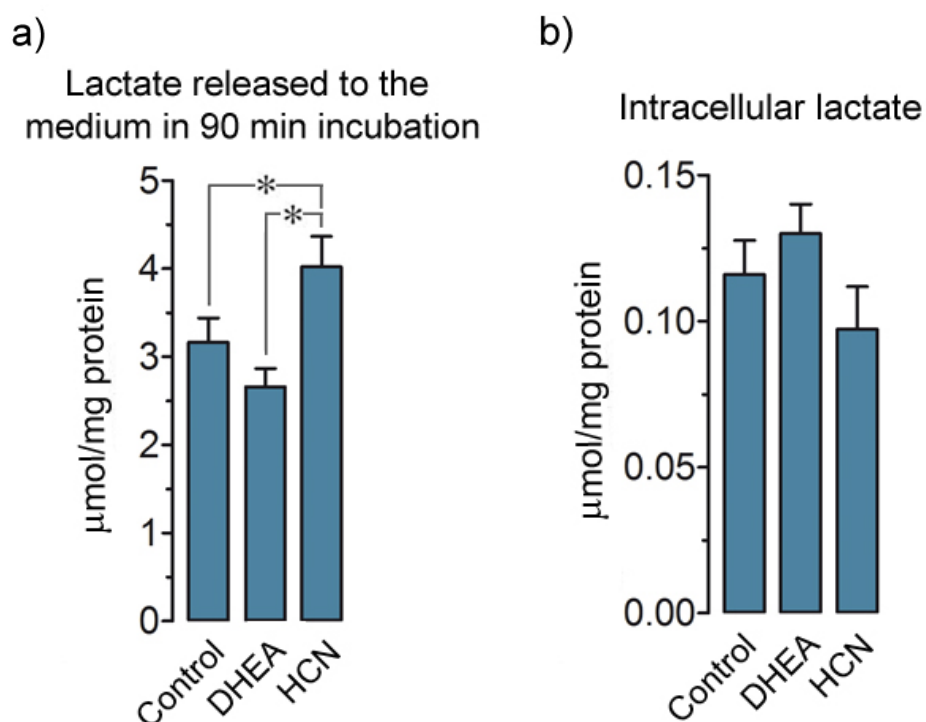 a)
Lactate released to the
medium in 90 min incubation
μmol/mg protein
5
4
3
2
1
0
*
*
Control
DHEA
HCN
b)
Intracellular lactate
μmol/mg protein
0.15
0.10
0.05
0.00
Control
DHEA
HCN